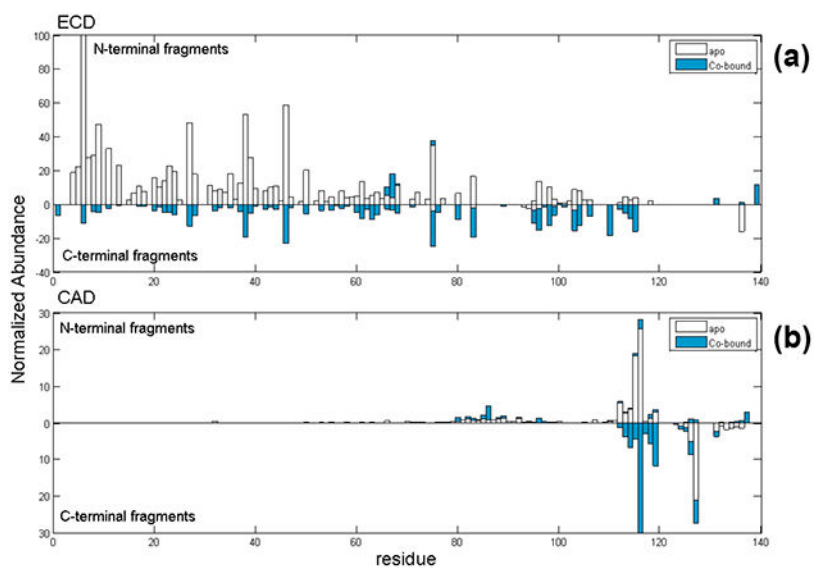 ECD
(a)
N-terminal fragments
apo
Co-bound
100
80
60
40
20
0
-20
-40
C-terminal fragments
0 20 40 60 80 100 120 140
Normalized Abundance
CAD
(b)
N-terminal fragments
apo
Co-bound
30
20
10
0
10
20
30
C-terminal fragments
0 20 40 60 80 100 120 140
residue